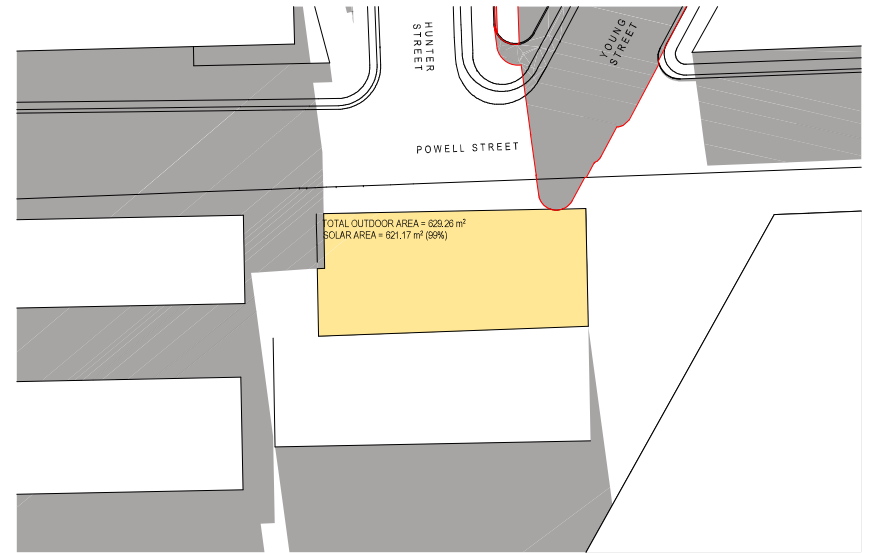 HUNTER
STREET
YOUNG
STREET
POWELL STREET
TOTAL OUTDOOR AREA = 629.26 m²
SOLAR AREA = 621.17 m² (99%)